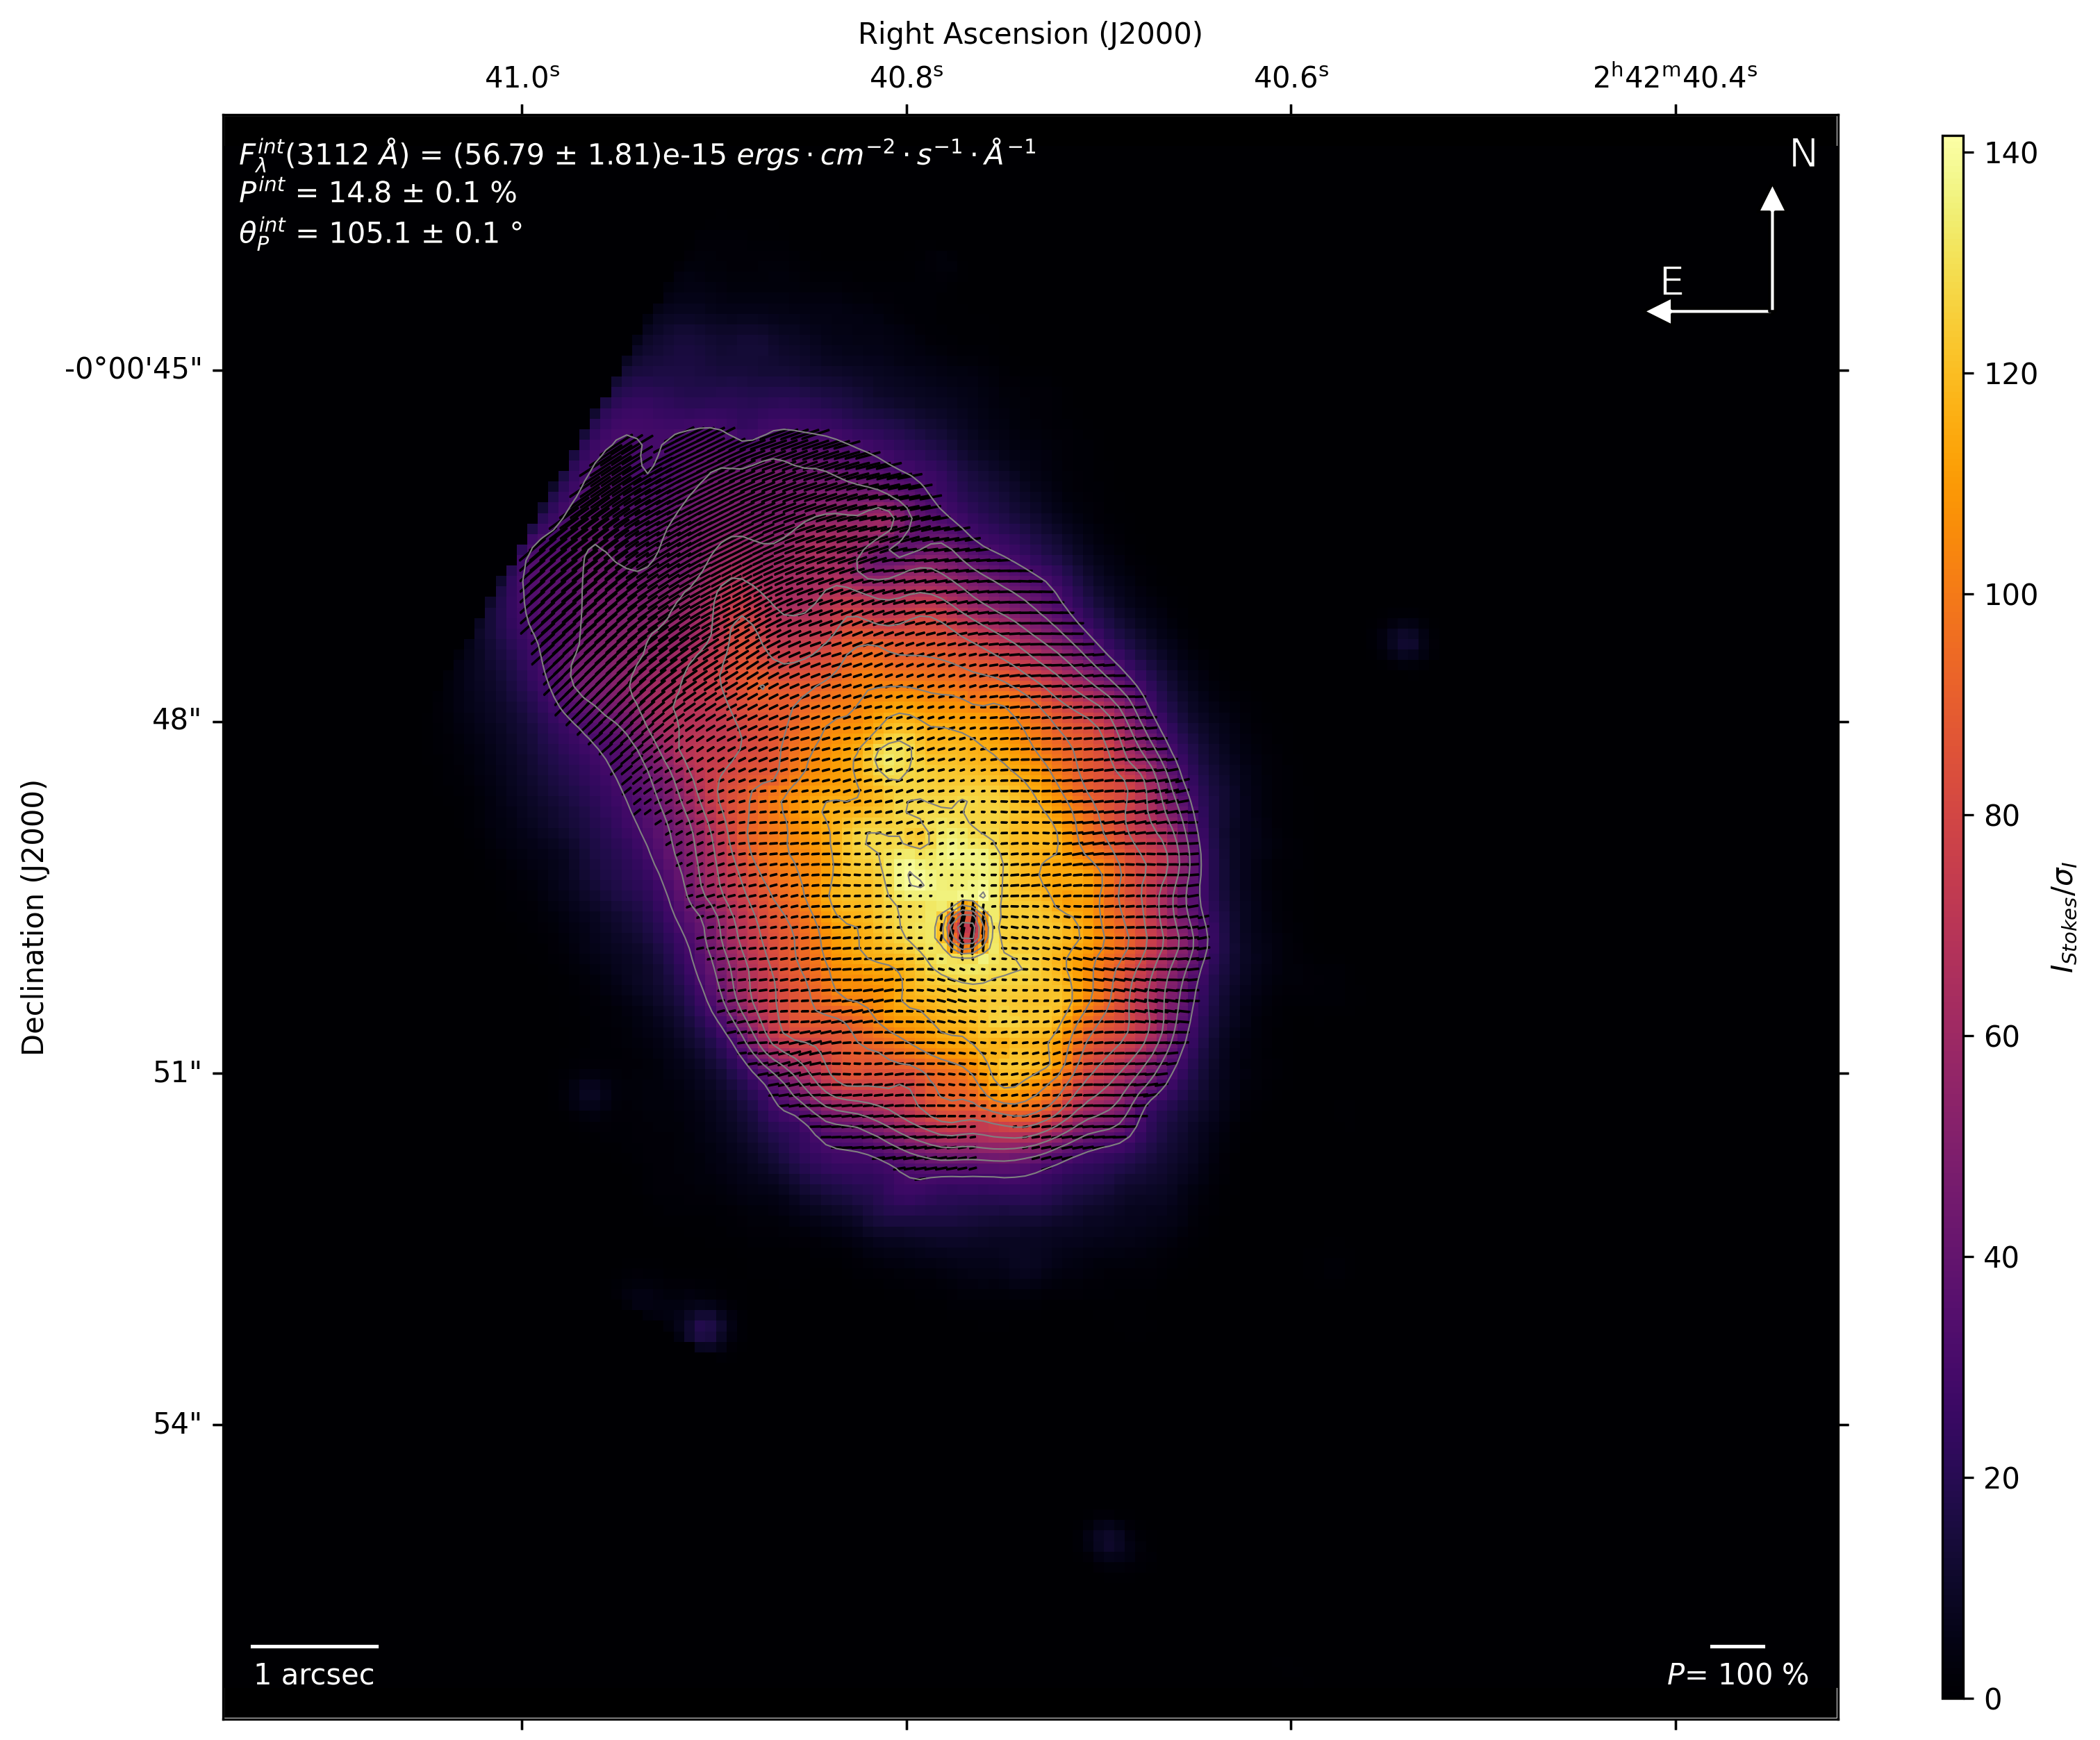 Right Ascension (J2000)
41.0ˢ 40.8ˢ 40.6ˢ 2ʰ42ᵐ40.4ˢ
F_λ^int(3112 Å) = (56.79 ± 1.81)e-15 ergs·cm⁻²·s⁻¹·Å⁻¹
P^int = 14.8 ± 0.1 %
θ_P^int = 105.1 ± 0.1 °
N
E
Declination (J2000)
-0°00'45"
48"
51"
54"
1 arcsec
P= 100 %
140
120
100
80
60
40
20
0
I_Stokes/σ_I